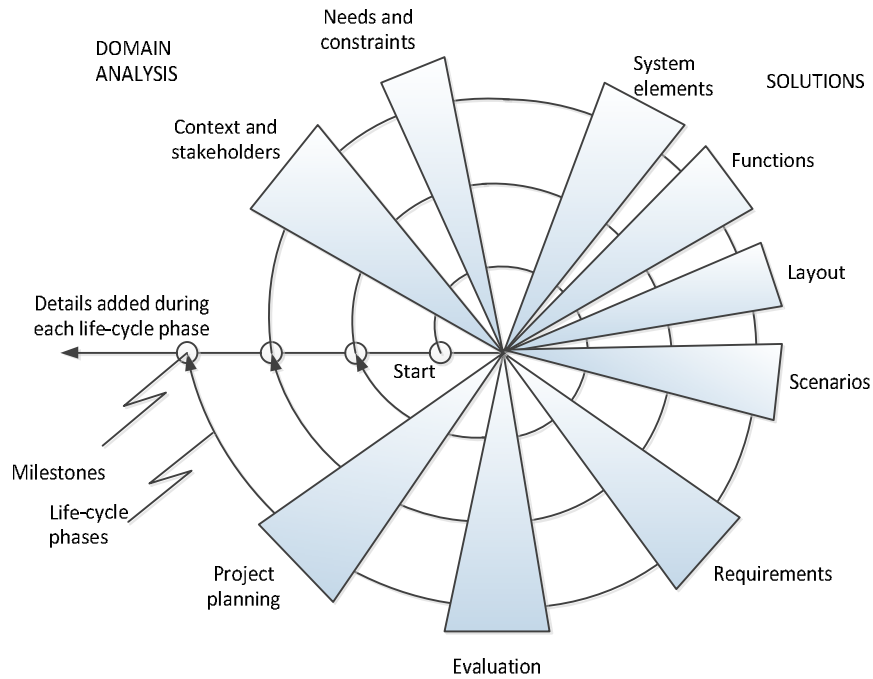 Needs and
constraints
DOMAIN
ANALYSIS
System
elements
SOLUTIONS
Context and
stakeholders
Functions
Layout
Details added during
each life-cycle phase
Start
Scenarios
Milestones
Life-cycle
phases
Project
planning
Requirements
Evaluation